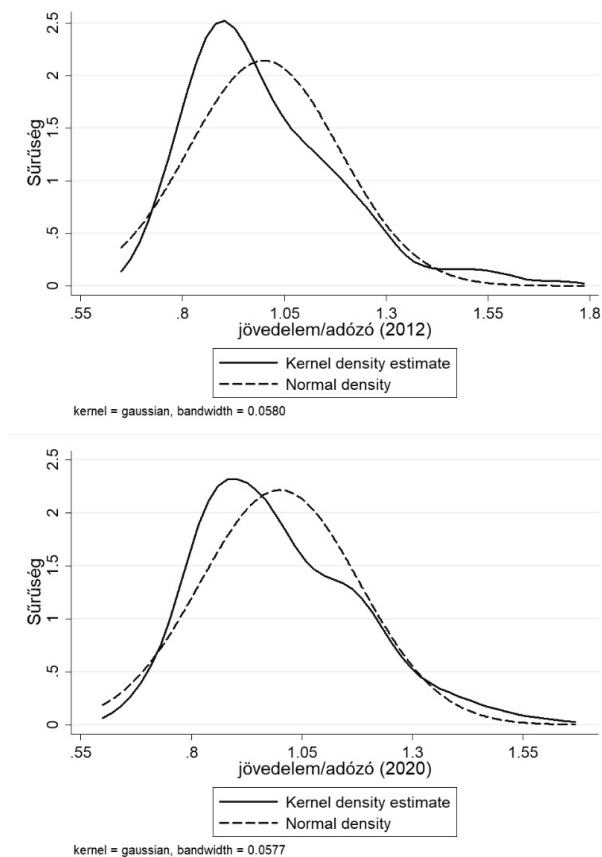 2.5
2
1.5
1
.5
0
Sűrűség
.55 .8 1.05 1.3 1.55 1.8
jövedelem/adózó (2012)
Kernel density estimate
Normal density
kernel = gaussian, bandwidth = 0.0580
2.5
2
1.5
1
.5
0
Sűrűség
.55 .8 1.05 1.3 1.55
jövedelem/adózó (2020)
Kernel density estimate
Normal density
kernel = gaussian, bandwidth = 0.0577